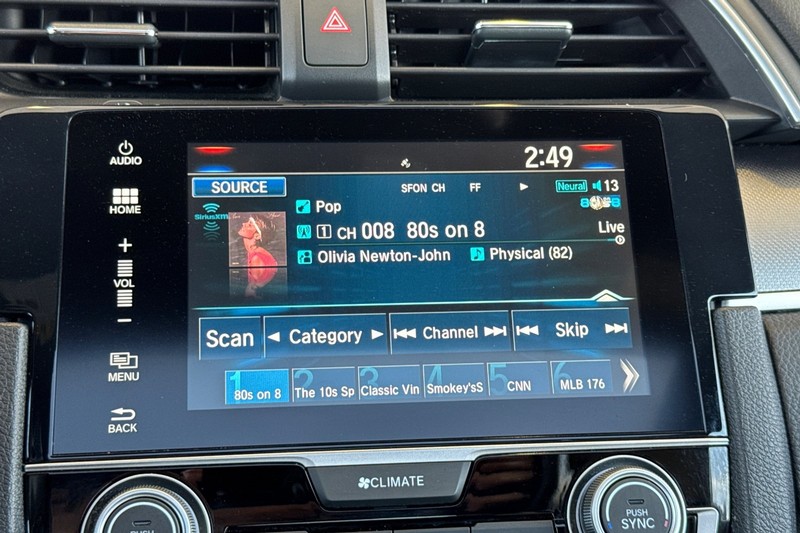 AUDIO
2:49
SOURCE
SFON CH FF Neural 13
HOME
SiriusXM
Pop
1 CH 008 80s on 8
Live
Olivia Newton-John Physical (82)
+
VOL
−
Scan Category Channel Skip
MENU
1 2 3 4 5 6
80s on 8 The 10s Sp Classic Vin Smokey'sS CNN MLB 176
BACK
CLIMATE
PUSH PUSH
SYNC